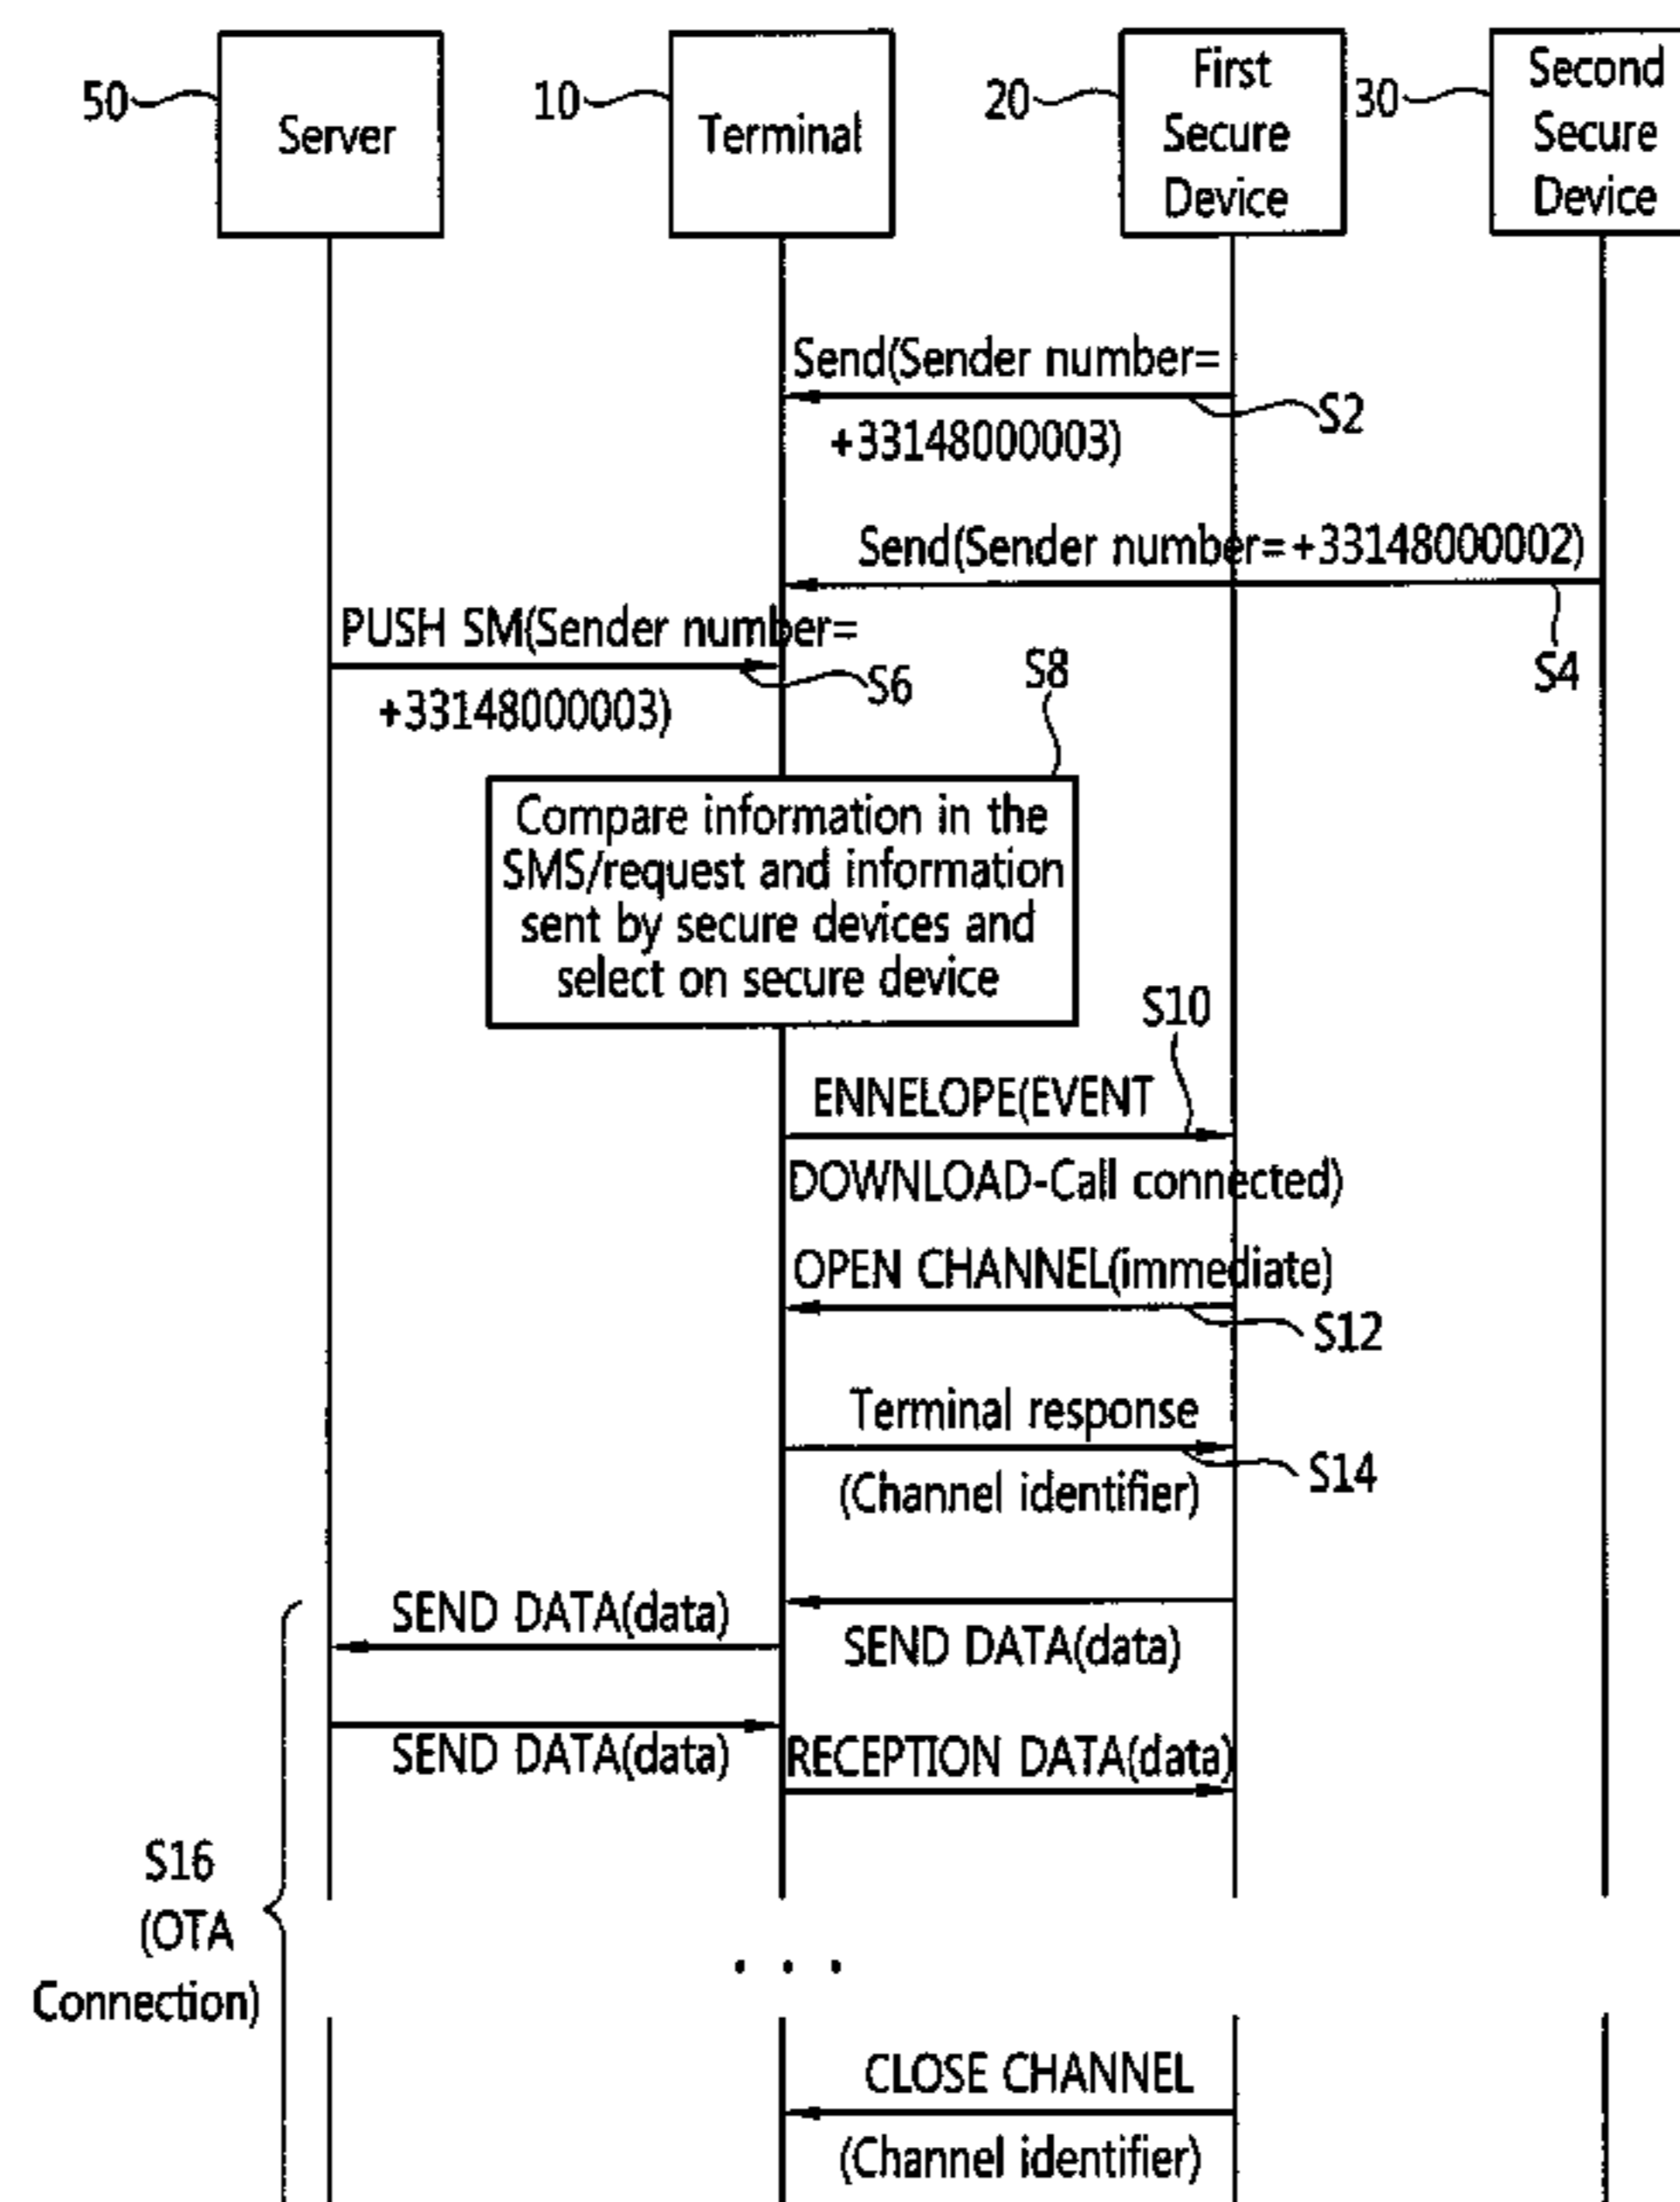 50
Server
10
Terminal
20
First
Secure
Device
30
Second
Secure
Device
Send(Sender number=
S2
+33148000003)
Send(Sender number=+33148000002)
S4
PUSH SM(Sender number=
S6
+33148000003)
S8
Compare information in the
SMS/request and information
sent by secure devices and
select on secure device
S10
ENNELOPE(EVENT
DOWNLOAD-Call connected)
OPEN CHANNEL(immediate)
S12
Terminal response
S14
(Channel identifier)
SEND DATA(data)
SEND DATA(data)
SEND DATA(data)
RECEPTION DATA(data)
S16
(OTA
Connection)
. . .
CLOSE CHANNEL
(Channel identifier)